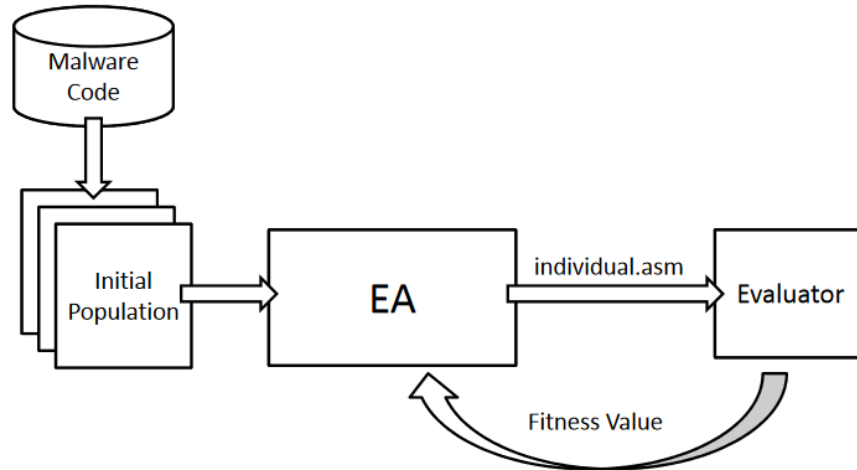 Malware
Code
Initial
Population
EA
individual.asm
Evaluator
Fitness Value